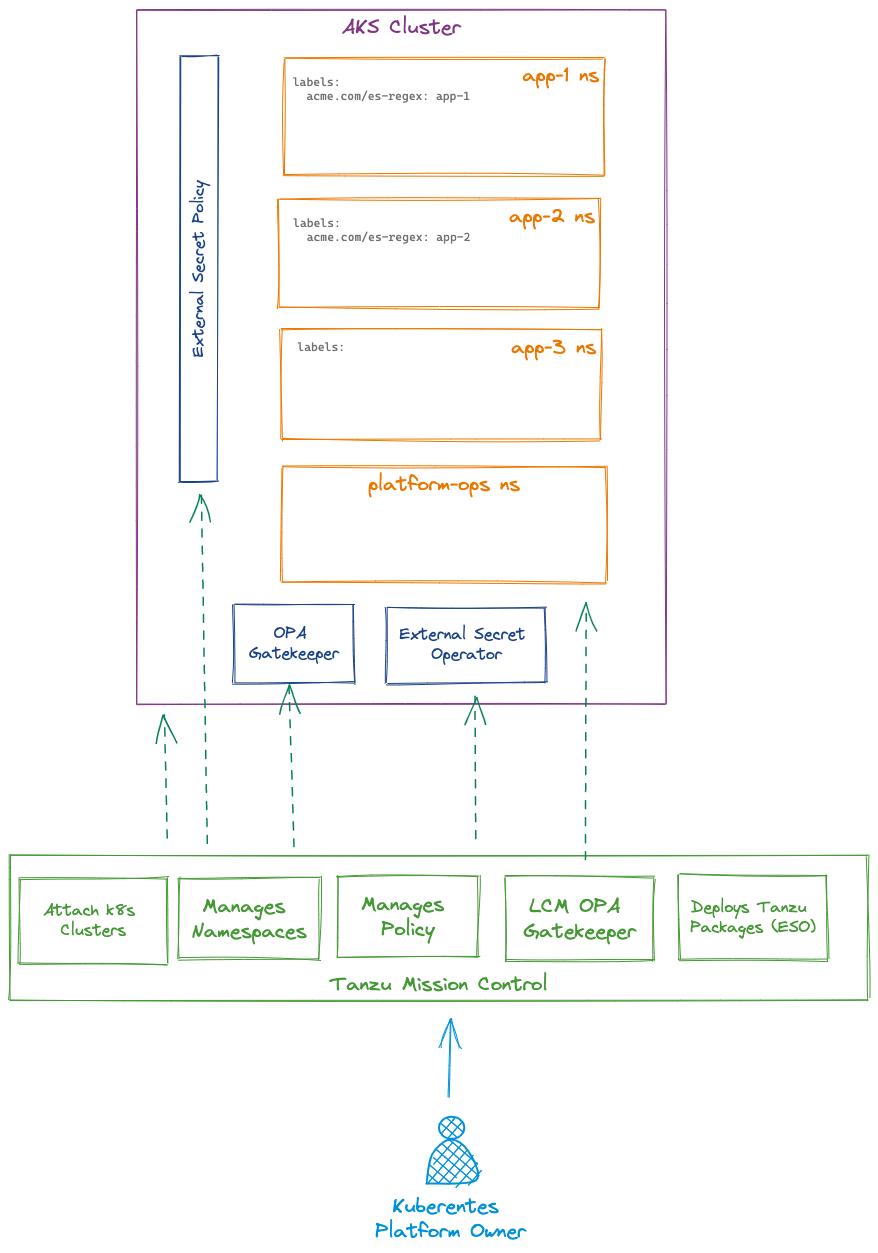 AKS Cluster
External Secret Policy
app-1 ns
labels:
  acme.com/es-regex: app-1
app-2 ns
labels:
  acme.com/es-regex: app-2
app-3 ns
labels:
platform-ops ns
OPA
Gatekeeper
External Secret
Operator
Attach k8s
Clusters
Manages
Namespaces
Manages
Policy
LCM OPA
Gatekeeper
Deploys Tanzu
Packages (ESO)
Tanzu Mission Control
Kuberentes
Platform Owner